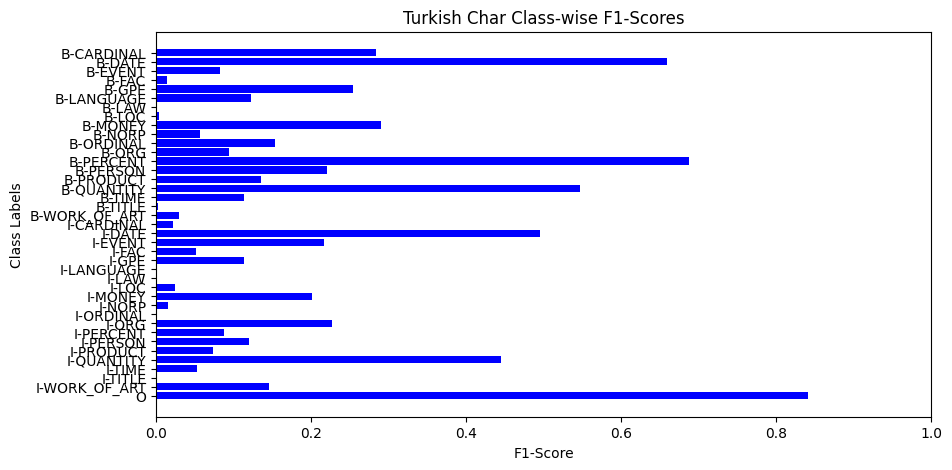 Turkish Char Class-wise F1-Scores
Class Labels
B-CARDINAL
B-DATE
B-EVENT
B-FAC
B-GPE
B-LANGUAGE
B-LAW
B-LOC
B-MONEY
B-NORP
B-ORDINAL
B-ORG
B-PERCENT
B-PERSON
B-PRODUCT
B-QUANTITY
B-TIME
B-TITLE
B-WORK_OF_ART
I-CARDINAL
I-DATE
I-EVENT
I-FAC
I-GPE
I-LANGUAGE
I-LAW
I-LOC
I-MONEY
I-NORP
I-ORDINAL
I-ORG
I-PERCENT
I-PERSON
I-PRODUCT
I-QUANTITY
I-TIME
I-TITLE
I-WORK_OF_ART
O
0.0 0.2 0.4 0.6 0.8 1.0
F1-Score